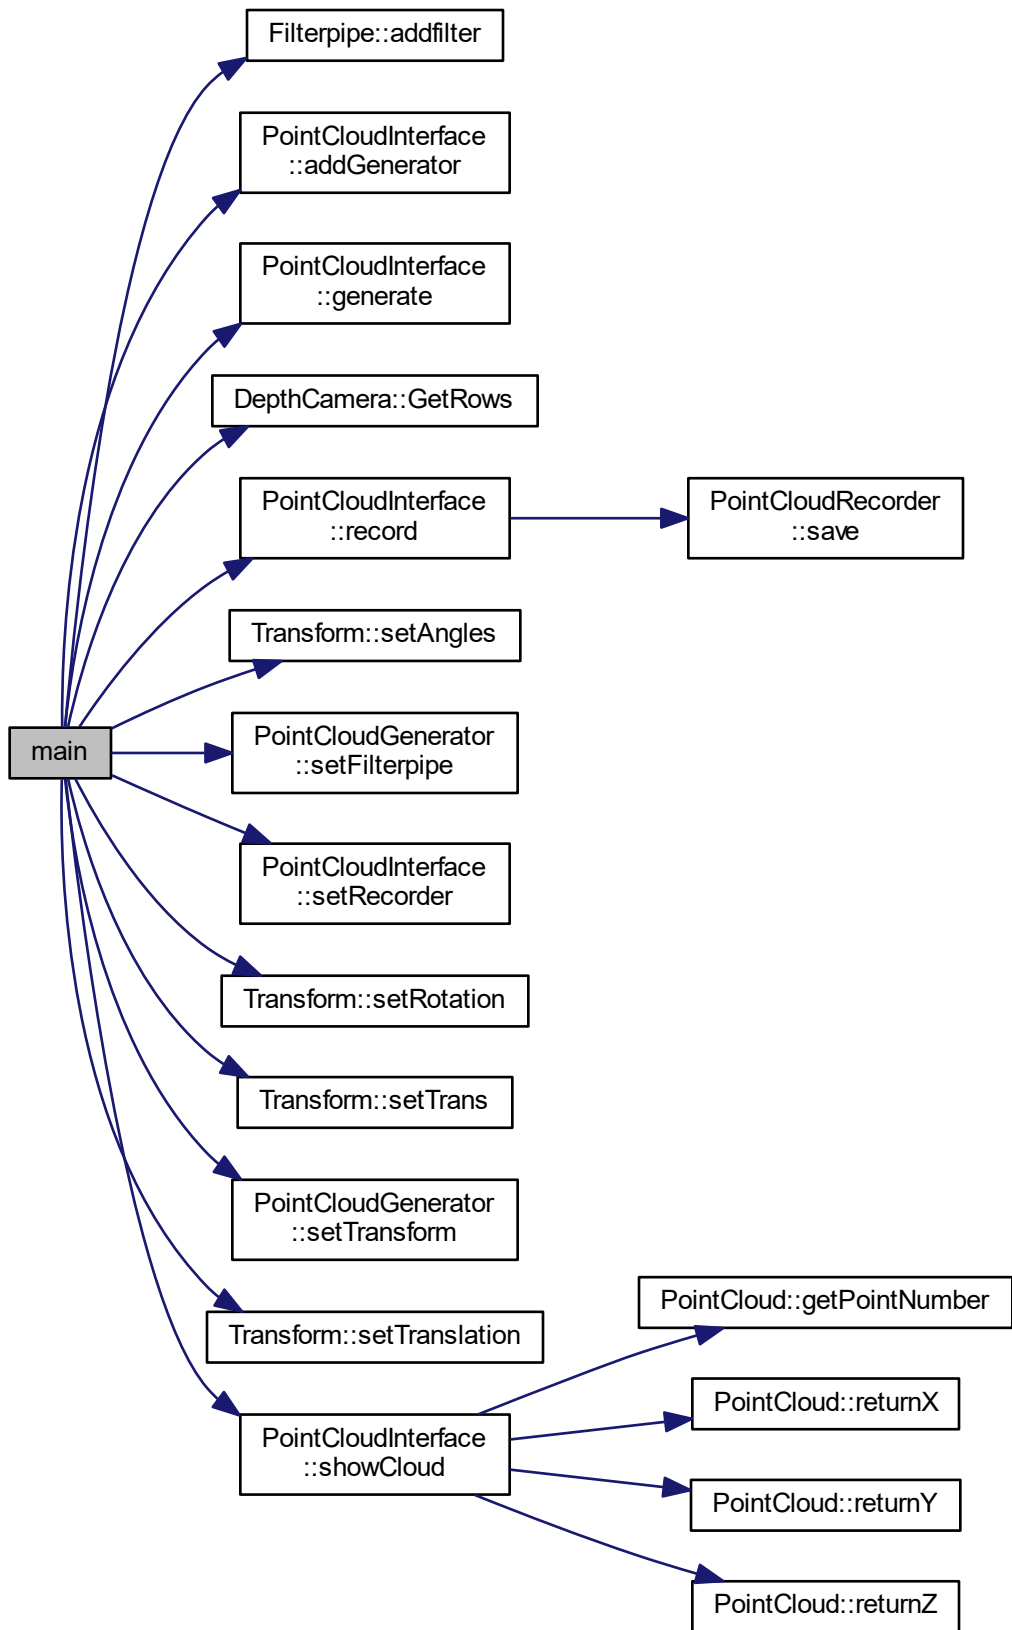 Filterpipe::addfilter
PointCloudInterface
::addGenerator
PointCloudInterface
::generate
DepthCamera::GetRows
PointCloudInterface
::record
PointCloudRecorder
::save
Transform::setAngles
main
PointCloudGenerator
::setFilterpipe
PointCloudInterface
::setRecorder
Transform::setRotation
Transform::setTrans
PointCloudGenerator
::setTransform
Transform::setTranslation
PointCloudInterface
::showCloud
PointCloud::getPointNumber
PointCloud::returnX
PointCloud::returnY
PointCloud::returnZ